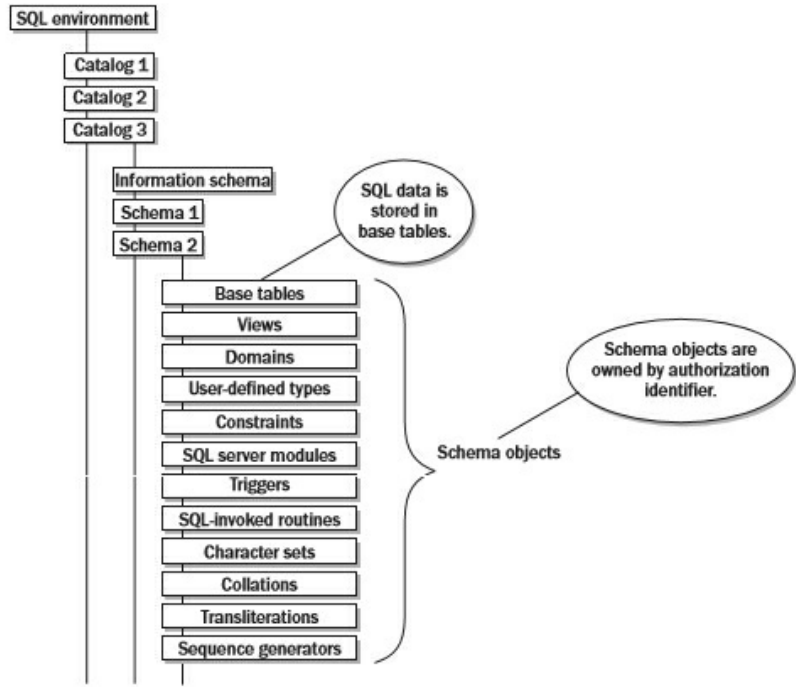 SQL environment
Catalog 1
Catalog 2
Catalog 3
Information schema
Schema 1
Schema 2
SQL data is
stored in
base tables.
Base tables
Views
Domains
User-defined types
Constraints
SQL server modules
Triggers
SQL-invoked routines
Character sets
Collations
Transliterations
Sequence generators
Schema objects
Schema objects are
owned by authorization
identifier.